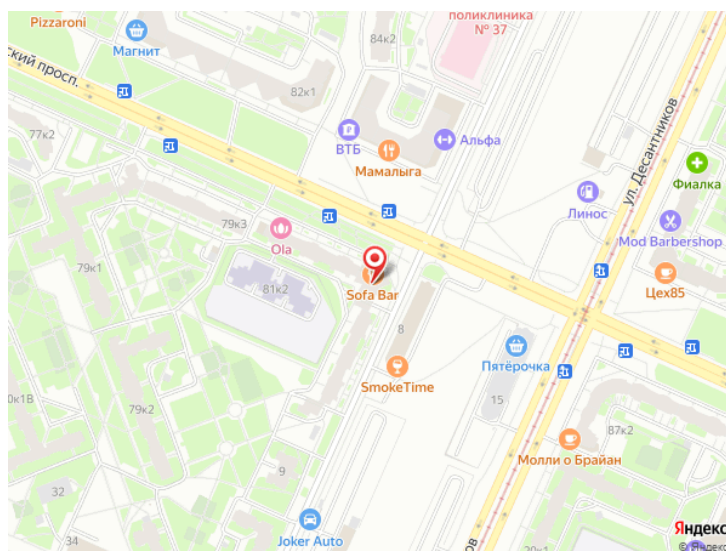 Pizzaroni
Магнит
поликлиника
№ 37
84к2
82к1
ский просп.
ул. Десантников
77к2
ВТБ
Альфа
Мамалыга
Фиалка
Линос
79к3
Ola
Mod Barbershop
79к1
81к2
Sofa Bar
Цех85
8
Пятёрочка
SmokeTime
79к2
15
87к2
Молли о Брайан
9
32
34
Joker Auto
Яндекс